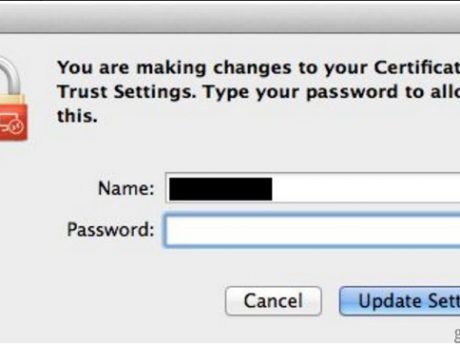 You are making changes to your Certificat
Trust Settings. Type your password to allo
this.
Name:
Password:
Cancel
Update Sett
g